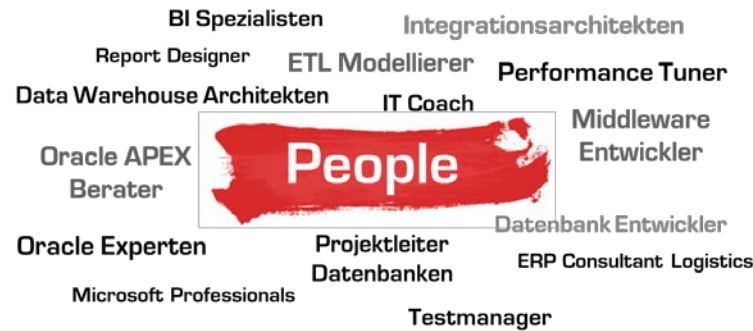 BI Spezialisten
Integrationsarchitekten
Report Designer
ETL Modellierer
Performance Tuner
Data Warehouse Architekten
IT Coach
Middleware
Entwickler
Oracle APEX
Berater
People
Datenbank Entwickler
Oracle Experten
Projektleiter
Datenbanken
ERP Consultant Logistics
Microsoft Professionals
Testmanager